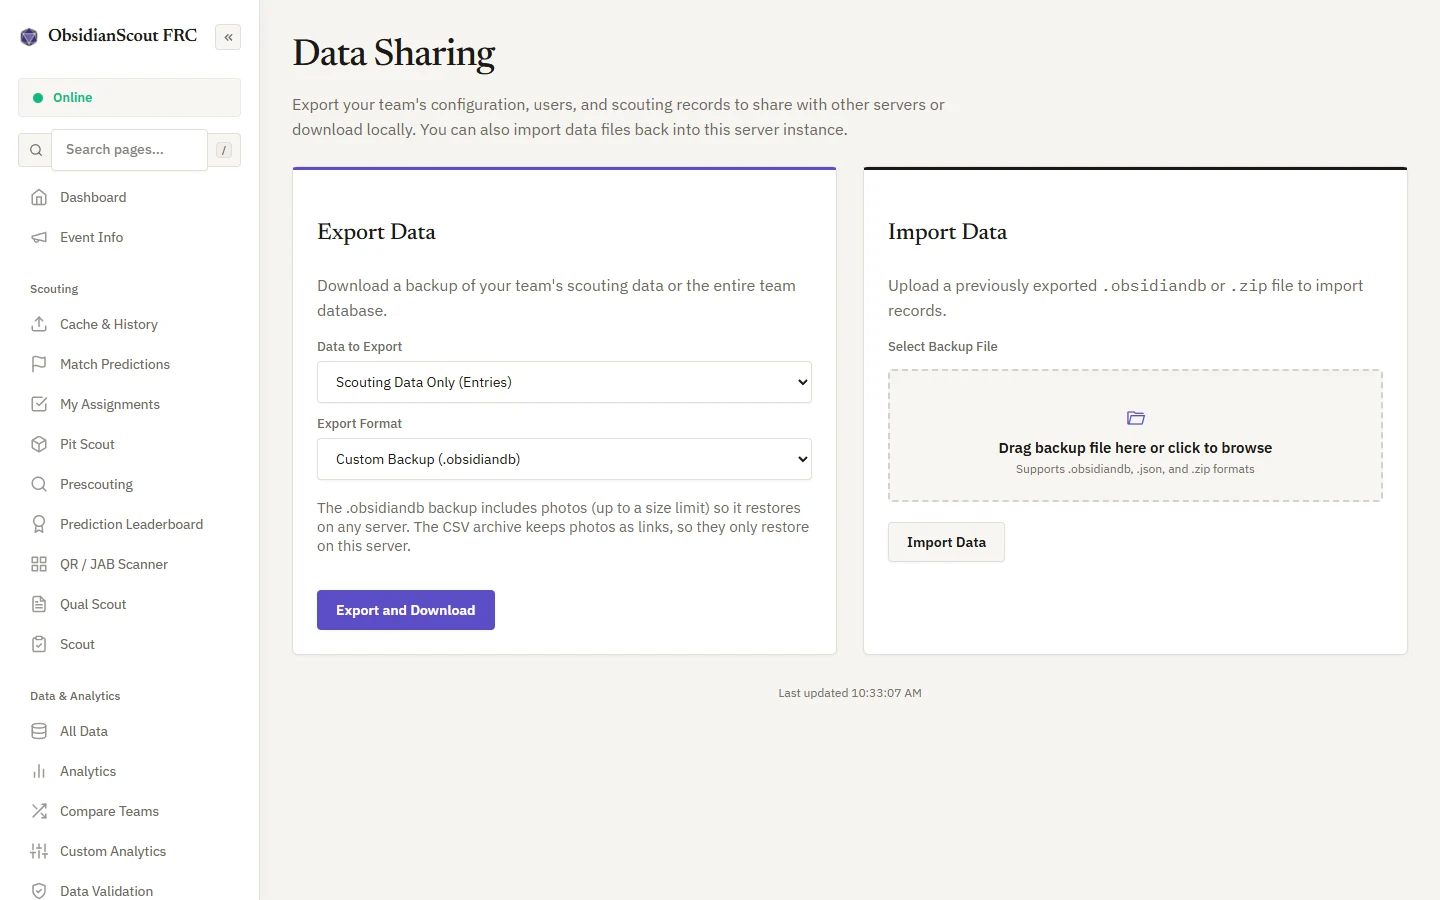 ObsidianScout FRC
«
Online
Search pages...
/
Dashboard
Event Info
Scouting
Cache & History
Match Predictions
My Assignments
Pit Scout
Prescouting
Prediction Leaderboard
QR / JAB Scanner
Qual Scout
Scout
Data & Analytics
All Data
Analytics
Compare Teams
Custom Analytics
Data Validation
Data Sharing
Export your team's configuration, users, and scouting records to share with other servers or
download locally. You can also import data files back into this server instance.
Export Data
Download a backup of your team's scouting data or the entire team
database.
Data to Export
Scouting Data Only (Entries)
Export Format
Custom Backup (.obsidiandb)
The .obsidiandb backup includes photos (up to a size limit) so it restores
on any server. The CSV archive keeps photos as links, so they only restore
on this server.
Export and Download
Import Data
Upload a previously exported .obsidiandb or .zip file to import
records.
Select Backup File
Drag backup file here or click to browse
Supports .obsidiandb, .json, and .zip formats
Import Data
Last updated 10:33:07 AM